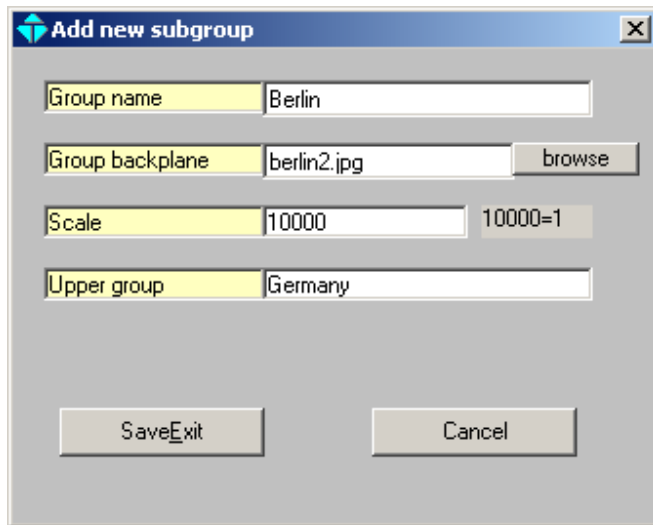 Add new subgroup
Group name Berlin
Group backplane berlin2.jpg browse
Scale 10000 10000=1
Upper group Germany
SaveExit Cancel